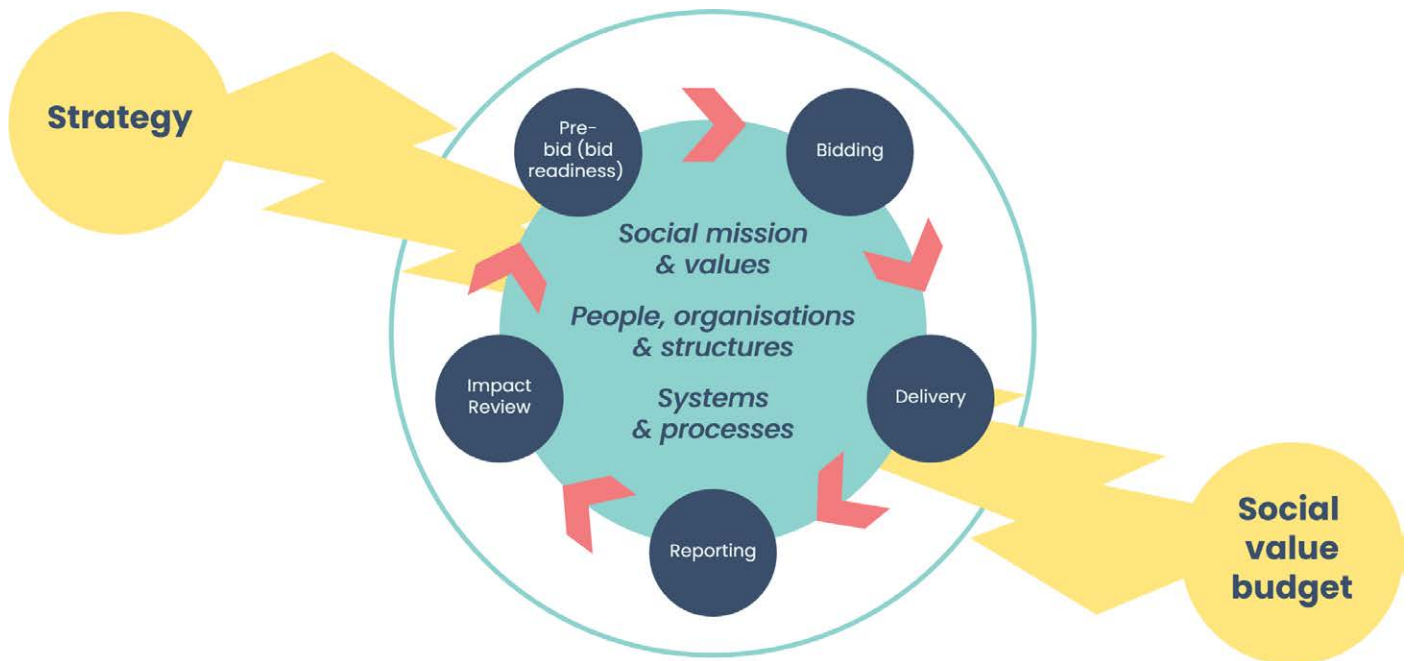 Strategy
Pre-
bid (bid
readiness)
Bidding
Social mission
& values
People, organisations
& structures
Systems
& processes
Impact
Review
Delivery
Reporting
Social
value
budget